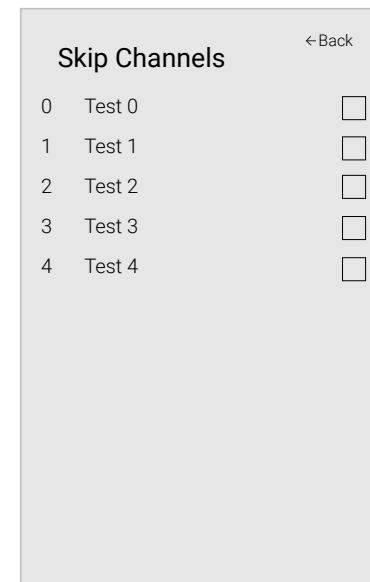 ←Back
Skip Channels
0 Test 0
1 Test 1
2 Test 2
3 Test 3
4 Test 4